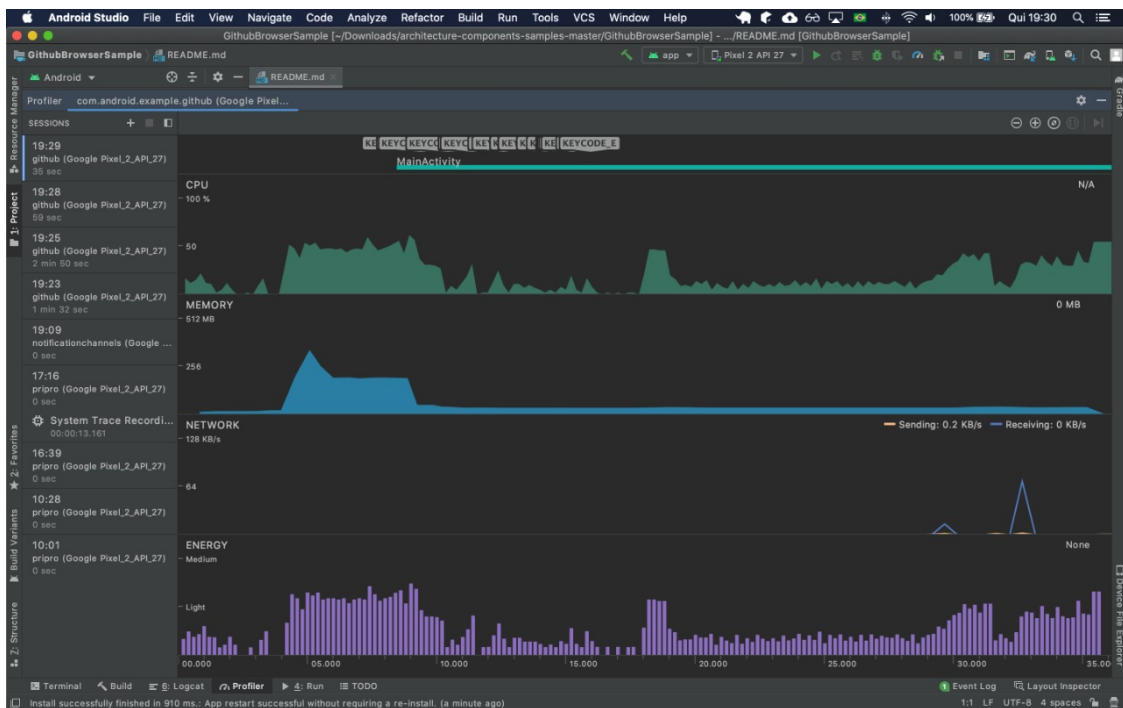 Android Studio File Edit View Navigate Code Analyze Refactor Build Run Tools VCS Window Help 100% Qui 19:30
GithubBrowserSample [~/Downloads/architecture-components-samples-master/GithubBrowserSample] - .../README.md [GithubBrowserSample]
GithubBrowserSample README.md app Pixel 2 API 27
Android README.md
Profiler com.android.example.github (Google Pixel...
SESSIONS
19:29
github (Google Pixel_2_API_27)
35 sec
19:28
github (Google Pixel_2_API_27)
59 sec
19:25
github (Google Pixel_2_API_27)
2 min 50 sec
19:23
github (Google Pixel_2_API_27)
1 min 32 sec
19:09
notificationchannels (Google ...
0 sec
17:16
pripro (Google Pixel_2_API_27)
0 sec
System Trace Recordi...
00:00:13.161
16:39
pripro (Google Pixel_2_API_27)
0 sec
10:28
pripro (Google Pixel_2_API_27)
0 sec
10:01
pripro (Google Pixel_2_API_27)
0 sec
KE KEYC KEYCC KEYC KEY K KEY K K KE KEYCODE_E
MainActivity
CPU N/A
100 %
50
MEMORY 0 MB
512 MB
256
NETWORK Sending: 0.2 KB/s Receiving: 0 KB/s
128 KB/s
64
ENERGY None
Medium
Light
00.000 05.000 10.000 15.000 20.000 25.000 30.000 35.00
Resource Manager
1: Project
2: Favorites
Build Variants
Z: Structure
Gradle
Device File Explorer
Terminal Build 6: Logcat Profiler 4: Run TODO 1 Event Log Layout Inspector
Install successfully finished in 910 ms.: App restart successful without requiring a re-install. (a minute ago) 1:1 LF UTF-8 4 spaces